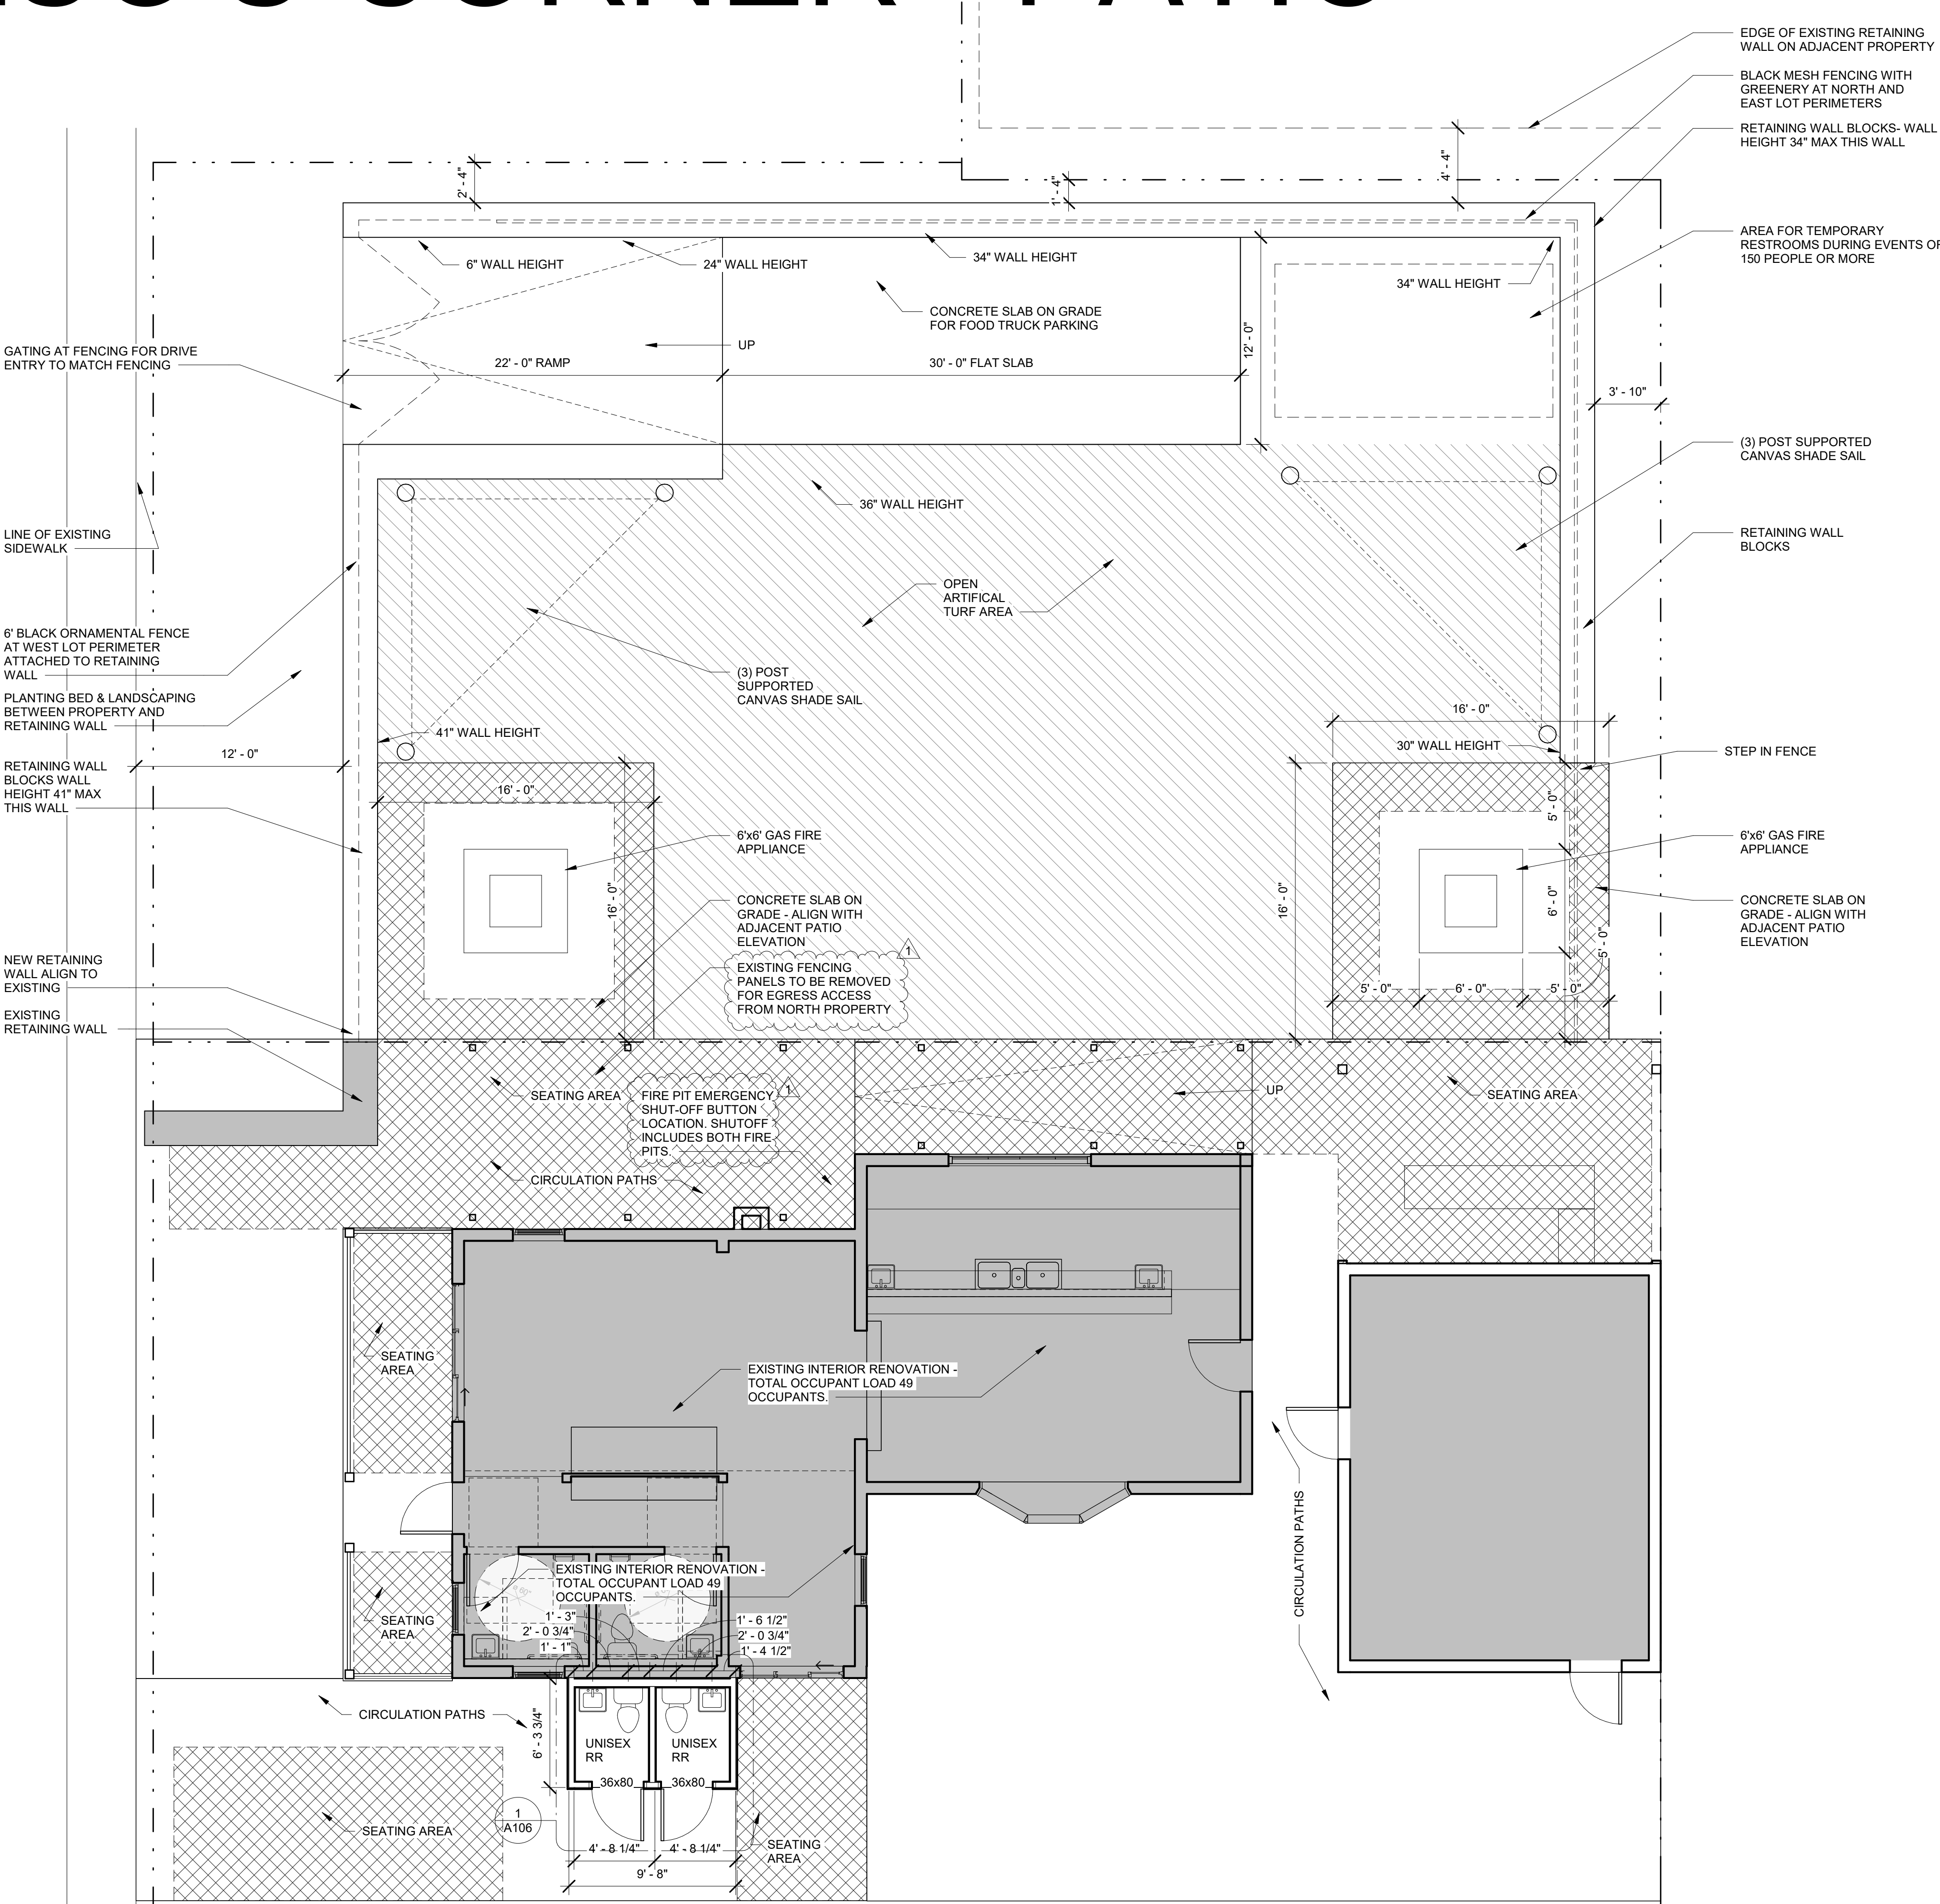 CORNER - PATIO
EDGE OF EXISTING RETAINING
WALL ON ADJACENT PROPERTY
BLACK MESH FENCING WITH
GREENERY AT NORTH AND
EAST LOT PERIMETERS
RETAINING WALL BLOCKS- WALL
HEIGHT 34" MAX THIS WALL
2' - 4"
1' - 4"
4' - 4"
AREA FOR TEMPORARY
RESTROOMS DURING EVENTS OF
150 PEOPLE OR MORE
6" WALL HEIGHT
24" WALL HEIGHT
34" WALL HEIGHT
34" WALL HEIGHT
CONCRETE SLAB ON GRADE
FOR FOOD TRUCK PARKING
UP
12' - 0"
GATING AT FENCING FOR DRIVE
ENTRY TO MATCH FENCING
22' - 0" RAMP
30' - 0" FLAT SLAB
3' - 10"
(3) POST SUPPORTED
CANVAS SHADE SAIL
36" WALL HEIGHT
LINE OF EXISTING
SIDEWALK
RETAINING WALL
BLOCKS
OPEN
ARTIFICAL
TURF AREA
6' BLACK ORNAMENTAL FENCE
AT WEST LOT PERIMETER
ATTACHED TO RETAINING
WALL
(3) POST
SUPPORTED
CANVAS SHADE SAIL
PLANTING BED & LANDSCAPING
BETWEEN PROPERTY AND
RETAINING WALL
16' - 0"
41" WALL HEIGHT
30" WALL HEIGHT
STEP IN FENCE
12' - 0"
RETAINING WALL
BLOCKS WALL
HEIGHT 41" MAX
THIS WALL
16' - 0"
5' - 0"
6'x6' GAS FIRE
APPLIANCE
6'x6' GAS FIRE
APPLIANCE
16' - 0"
16' - 0"
6' - 0"
CONCRETE SLAB ON
GRADE - ALIGN WITH
ADJACENT PATIO
ELEVATION
CONCRETE SLAB ON
GRADE - ALIGN WITH
ADJACENT PATIO
ELEVATION
5' - 0"
1
EXISTING FENCING
PANELS TO BE REMOVED
FOR EGRESS ACCESS
FROM NORTH PROPERTY
NEW RETAINING
WALL ALIGN TO
EXISTING
5' - 0"
6' - 0"
5' - 0"
EXISTING
RETAINING WALL
SEATING AREA
1
FIRE PIT EMERGENCY
SHUT-OFF BUTTON
LOCATION. SHUTOFF
INCLUDES BOTH FIRE
PITS.
UP
SEATING AREA
CIRCULATION PATHS
SEATING
AREA
EXISTING INTERIOR RENOVATION -
TOTAL OCCUPANT LOAD 49
OCCUPANTS.
CIRCULATION PATHS
EXISTING INTERIOR RENOVATION -
TOTAL OCCUPANT LOAD 49
OCCUPANTS.
SEATING
AREA
1' - 3"
2' - 0 3/4"
1' - 1"
1' - 6 1/2"
2' - 0 3/4"
1' - 4 1/2"
CIRCULATION PATHS
6' - 3 3/4"
UNISEX
RR
UNISEX
RR
36x80
36x80
1
A106
SEATING AREA
4' - 8 1/4"
4' - 8 1/4"
SEATING
AREA
9' - 8"